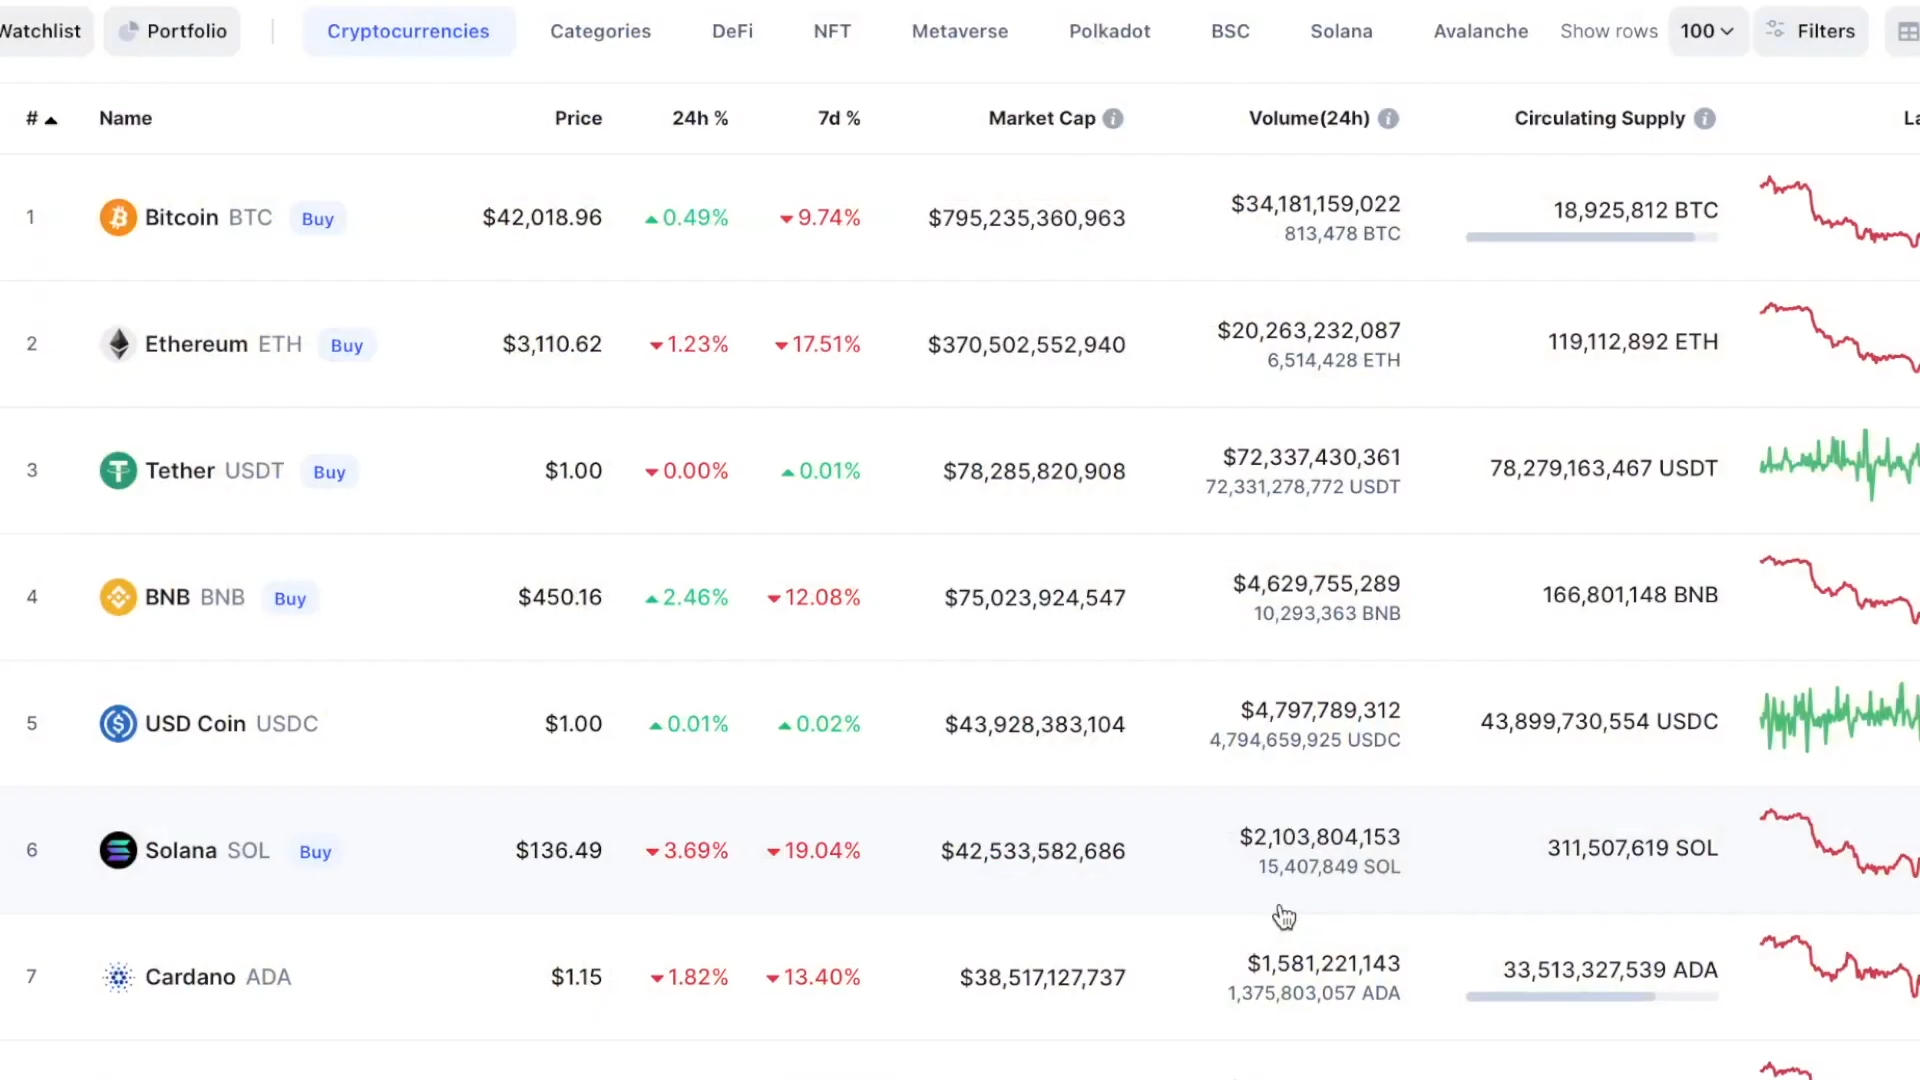 Watchlist Portfolio Cryptocurrencies Categories DeFi NFT Metaverse Polkadot BSC Solana Avalanche Show rows 100 Filters
# Name Price 24h % 7d % Market Cap Volume(24h) Circulating Supply
1 Bitcoin BTC Buy $42,018.96 0.49% 9.74% $795,235,360,963 $34,181,159,022 18,925,812 BTC
813,478 BTC
2 Ethereum ETH Buy $3,110.62 1.23% 17.51% $370,502,552,940 $20,263,232,087 119,112,892 ETH
6,514,428 ETH
3 Tether USDT Buy $1.00 0.00% 0.01% $78,285,820,908 $72,337,430,361 78,279,163,467 USDT
72,331,278,772 USDT
4 BNB BNB Buy $450.16 2.46% 12.08% $75,023,924,547 $4,629,755,289 166,801,148 BNB
10,293,363 BNB
5 USD Coin USDC $1.00 0.01% 0.02% $43,928,383,104 $4,797,789,312 43,899,730,554 USDC
4,794,659,925 USDC
6 Solana SOL Buy $136.49 3.69% 19.04% $42,533,582,686 $2,103,804,153 311,507,619 SOL
15,407,849 SOL
7 Cardano ADA $1.15 1.82% 13.40% $38,517,127,737 $1,581,221,143 33,513,327,539 ADA
1,375,803,057 ADA